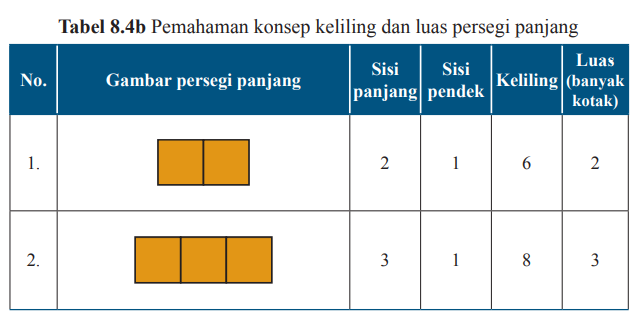 Tabel 8.4b Pemahaman konsep keliling dan luas persegi panjang
No. Gambar persegi panjang Sisi panjang Sisi pendek Keliling Luas (banyak kotak)
1. 2 1 6 2
2. 3 1 8 3